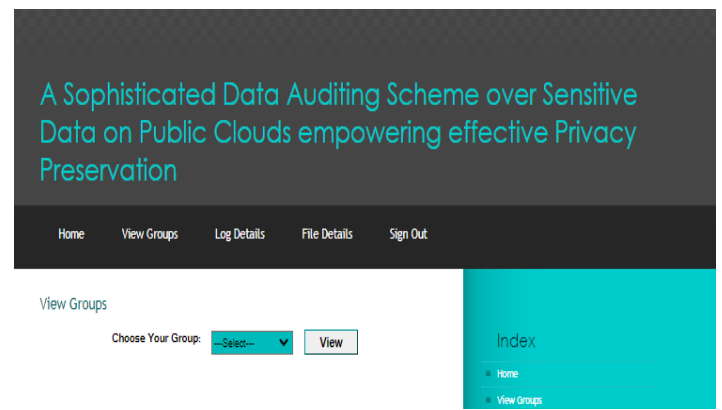 A Sophisticated Data Auditing Scheme over Sensitive
Data on Public Clouds empowering effective Privacy
Preservation
Home View Groups Log Details File Details Sign Out
View Groups
Choose Your Group: ---Select--- View
Index
Home
View Groups